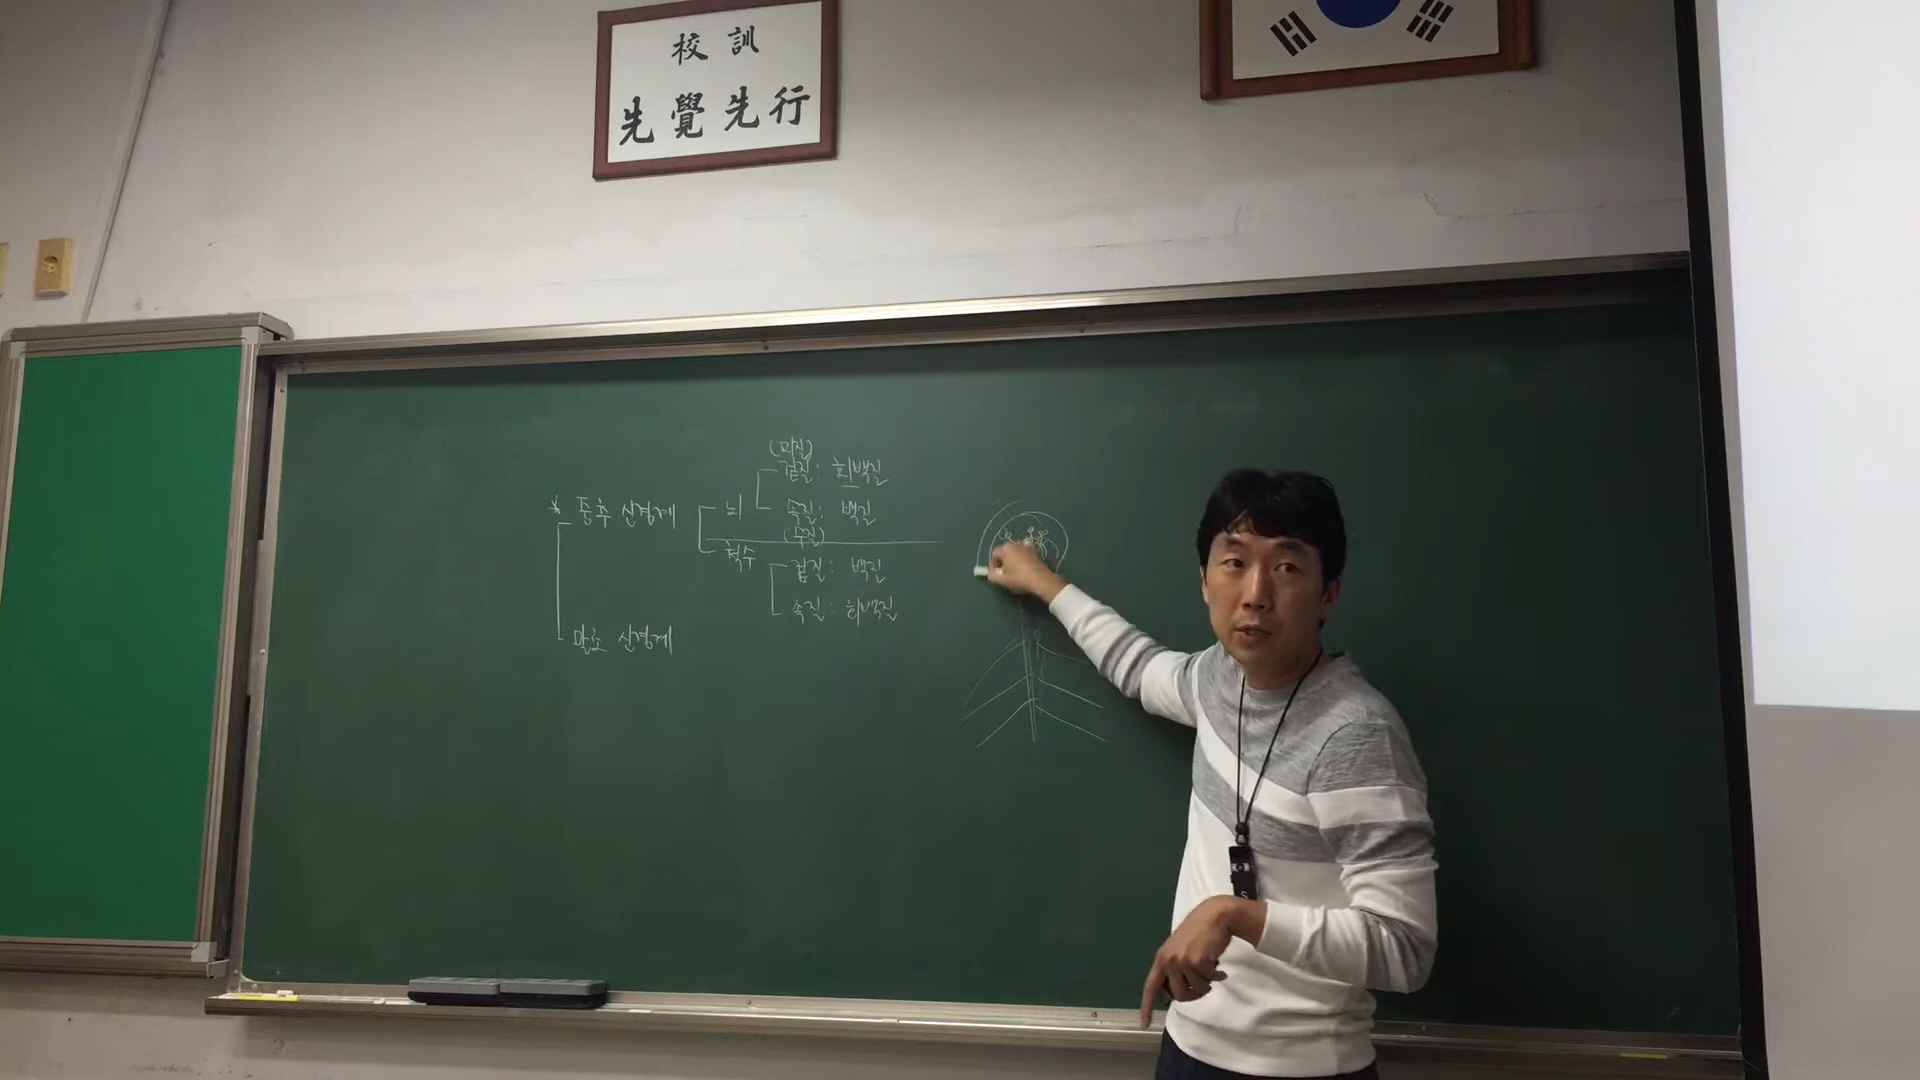 校訓
先覺先行
(피질)
겉질: 회백질
* 중추 신경계
뇌
속질: 백질
(수질)
척수
겉질: 백질
속질: 회백질
말초 신경계